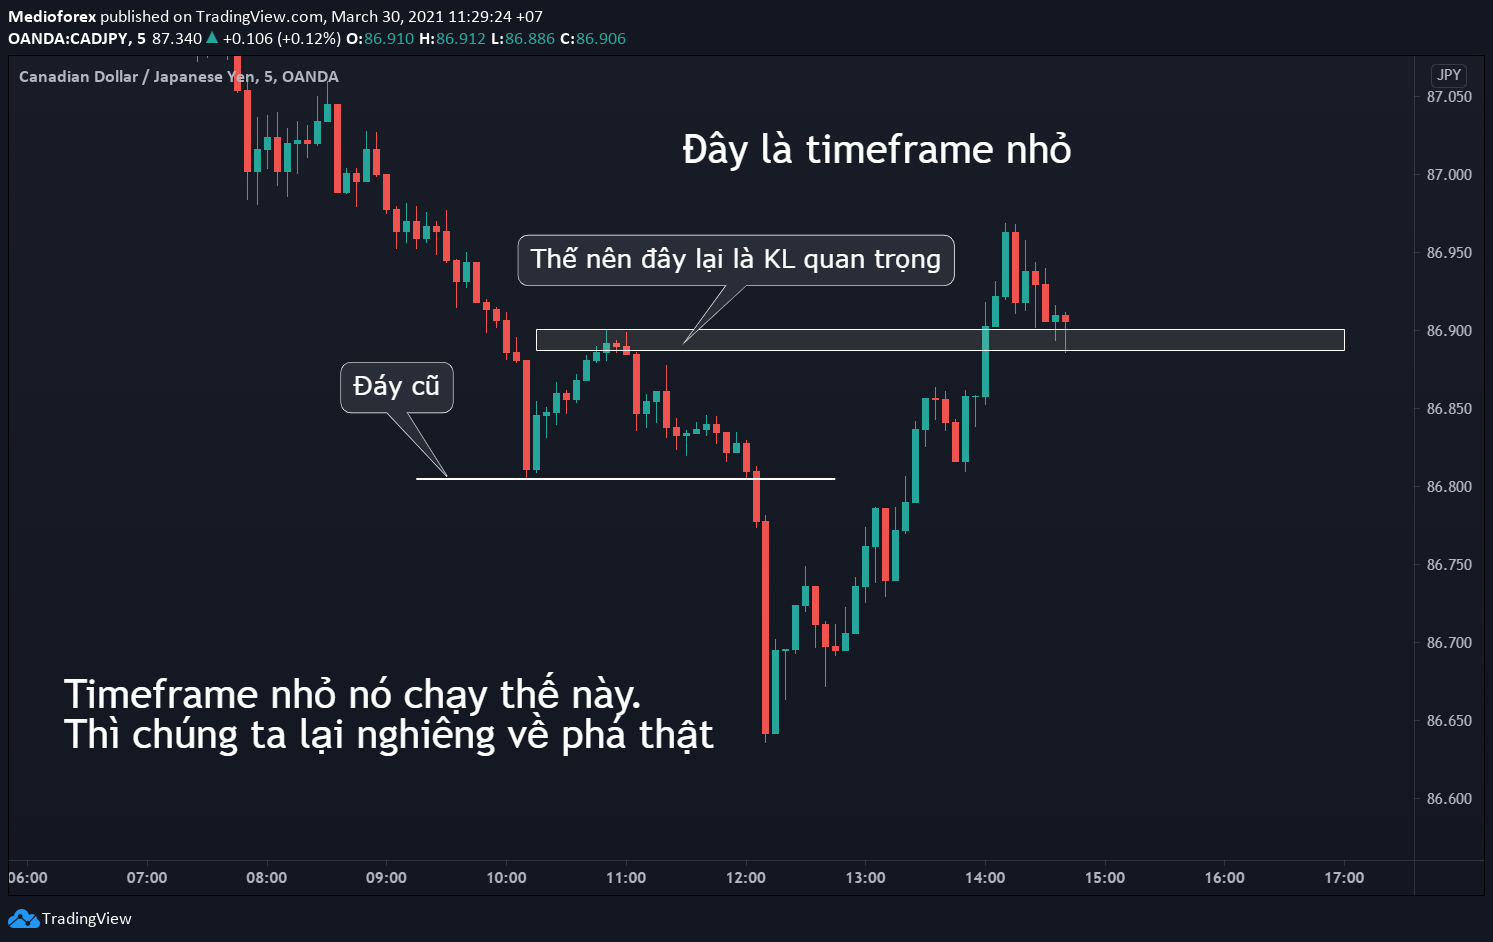 Medioforex published on TradingView.com, March 30, 2021 11:29:24 +07
OANDA:CADJPY, 5 87.340 ▲ +0.106 (+0.12%) O:86.910 H:86.912 L:86.886 C:86.906
Canadian Dollar / Japanese Yen, 5, OANDA
JPY
87.050
Đây là timeframe nhỏ
87.000
86.950
Thế nên đây lại là KL quan trọng
86.900
Đáy cũ
86.850
86.800
86.750
86.700
Timeframe nhỏ nó chạy thế này.
Thì chúng ta lại nghiêng về phá thật
86.650
86.600
06:00 07:00 08:00 09:00 10:00 11:00 12:00 13:00 14:00 15:00 16:00 17:00
TradingView